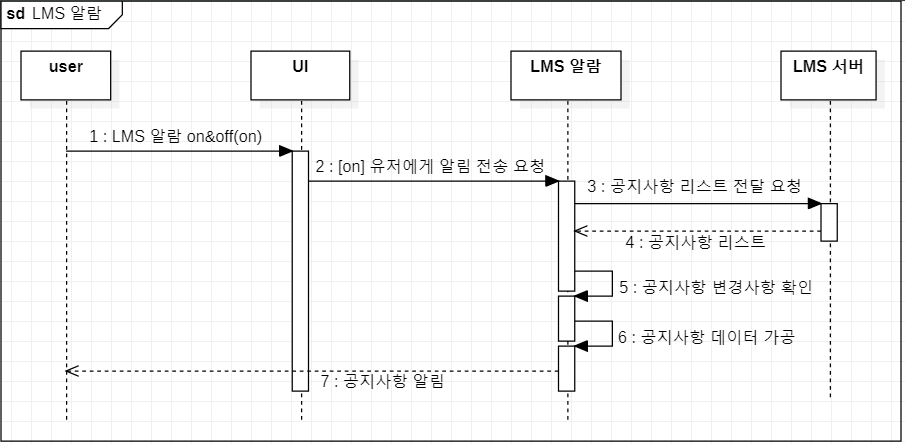 sd LMS 알람
user
UI
LMS 알람
LMS 서버
1 : LMS 알람 on&off(on)
2 : [on] 유저에게 알림 전송 요청
3 : 공지사항 리스트 전달 요청
4 : 공지사항 리스트
5 : 공지사항 변경사항 확인
6 : 공지사항 데이터 가공
7 : 공지사항 알림